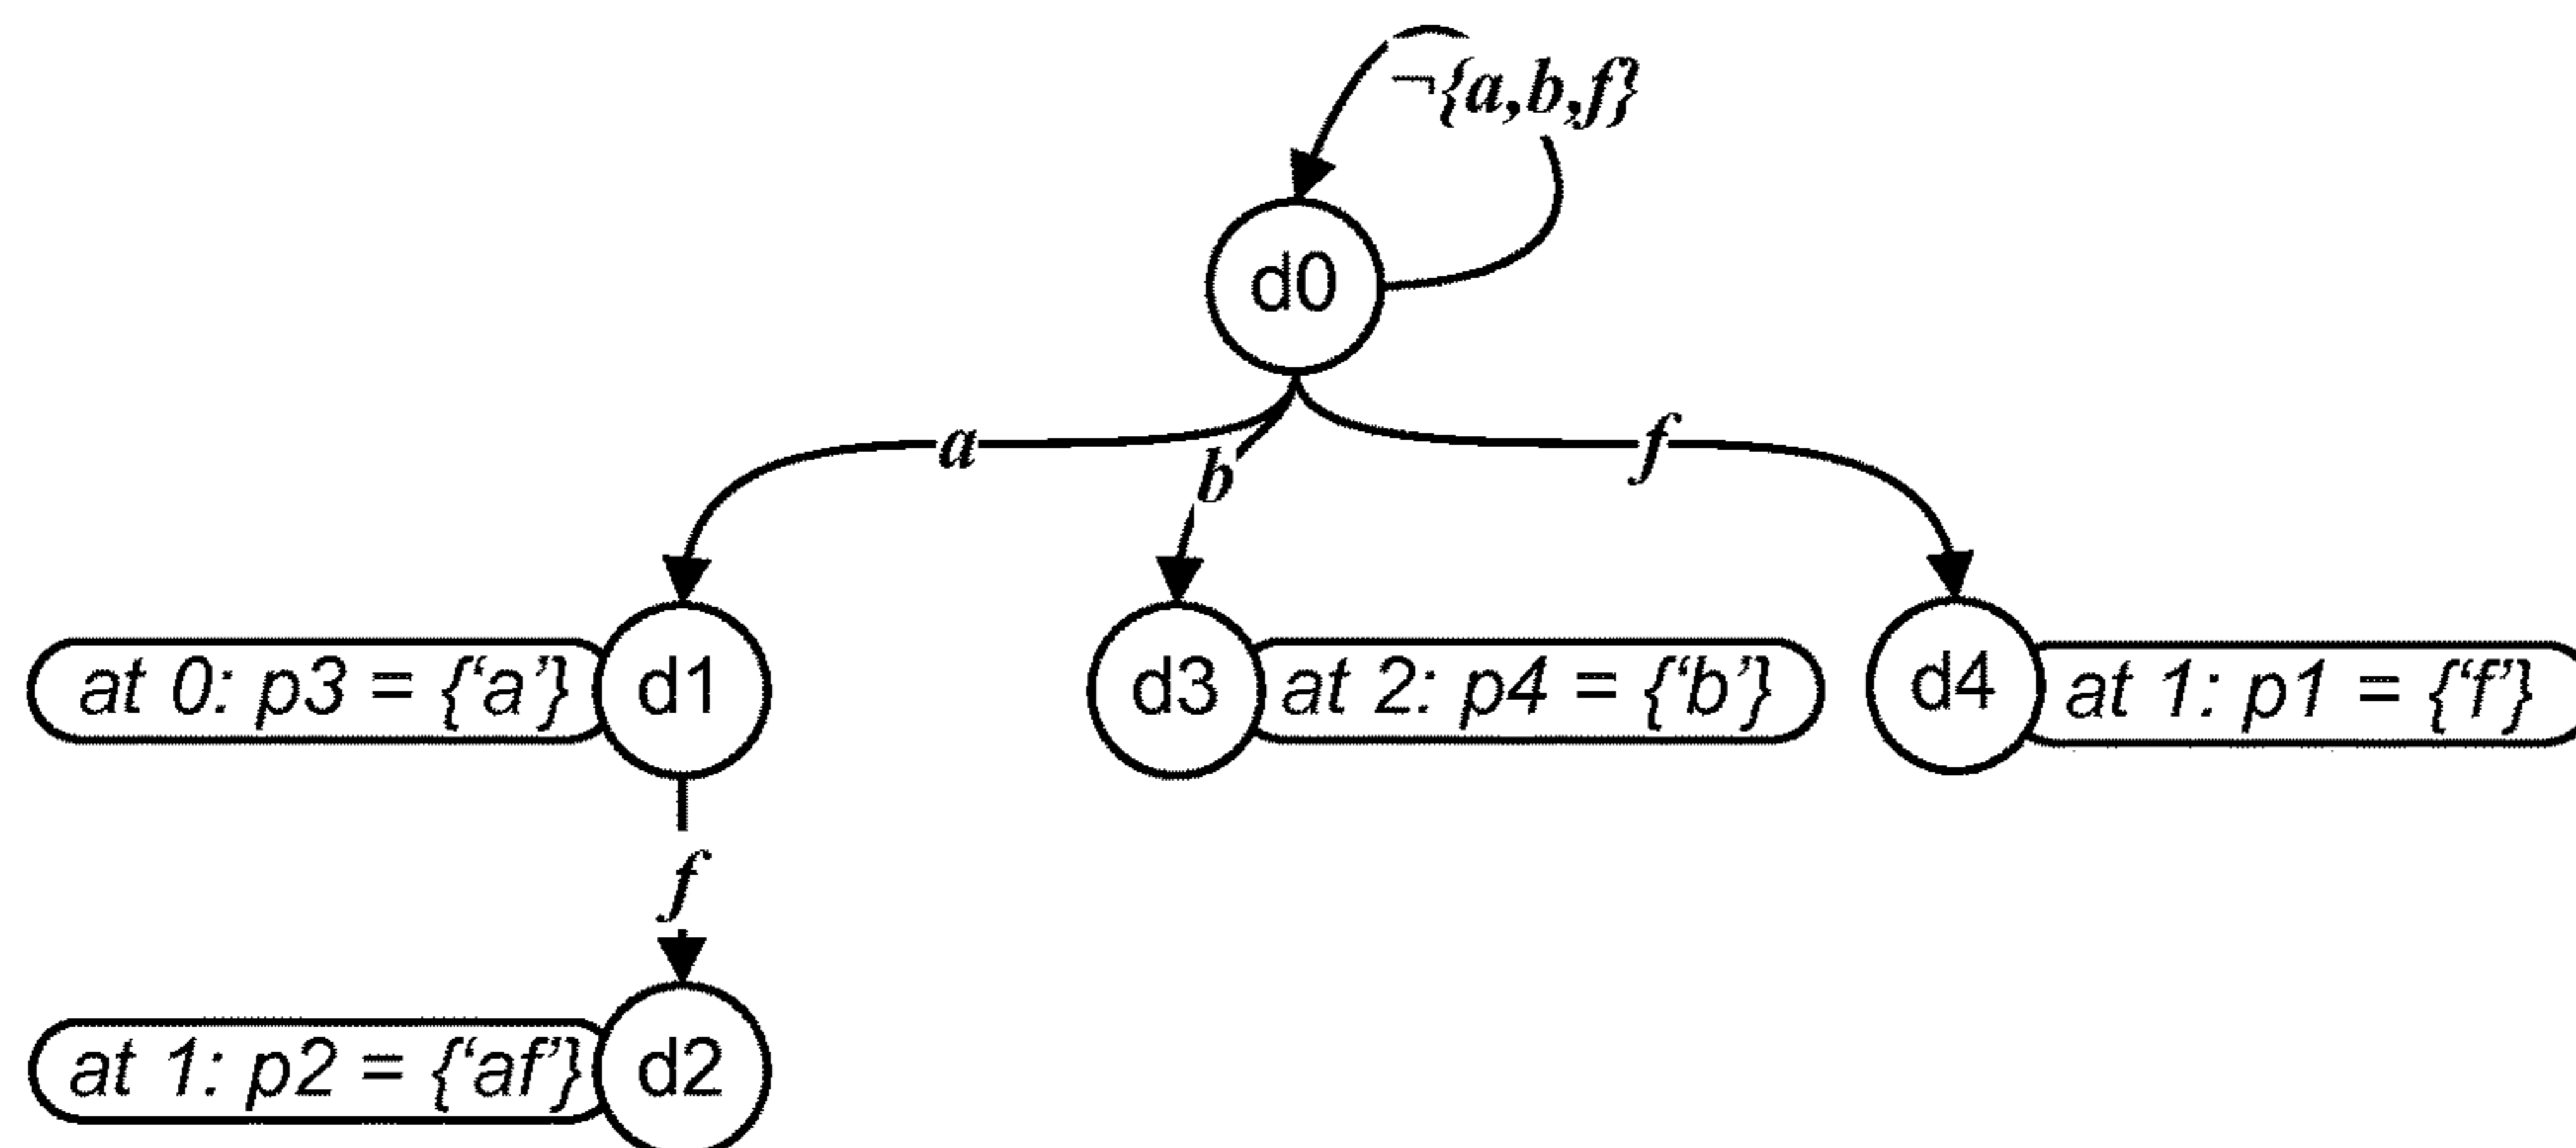 ¬{a,b,f}
d0
a
b
f
at 0: p3 = {‘a’}
d1
d3
at 2: p4 = {‘b’}
d4
at 1: p1 = {‘f’}
f
at 1: p2 = {‘af’}
d2